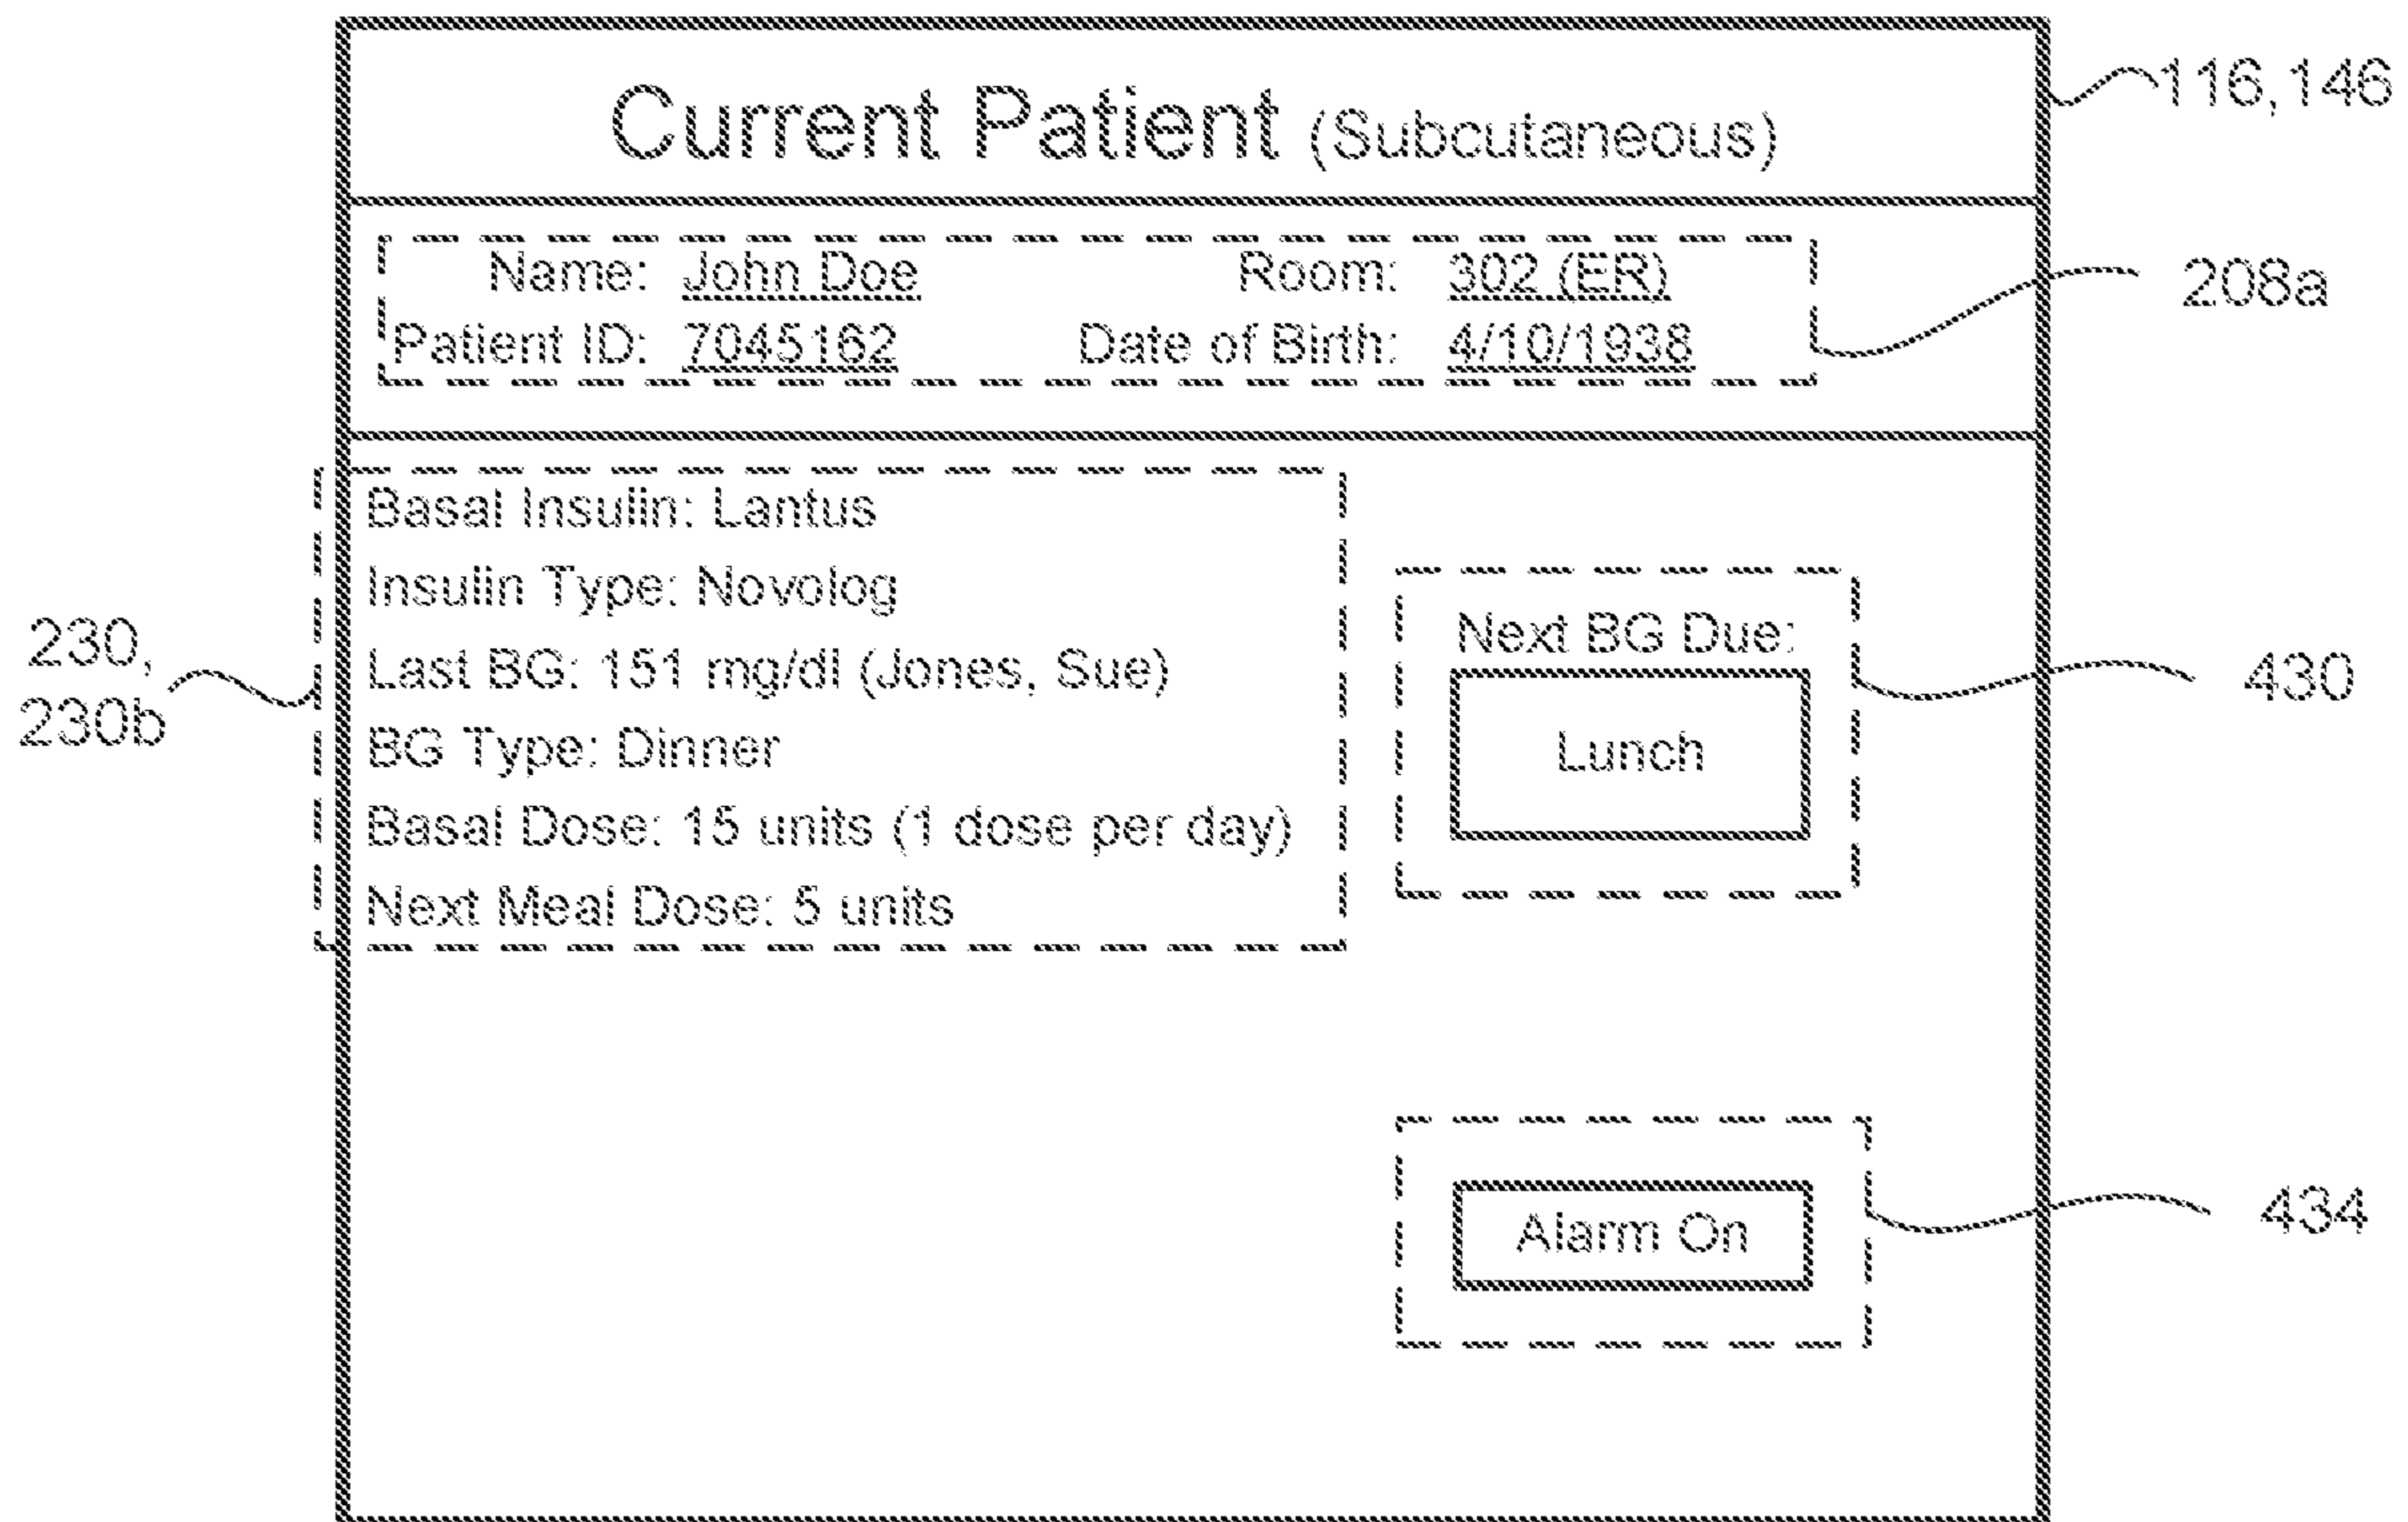 Current Patient (Subcutaneous)
116,146
Name: John Doe Room: 302 (ER)
208a
Patient ID: 7045162 Date of Birth: 4/10/1938
Basal Insulin: Lantus
Insulin Type: Novolog
Last BG: 151 mg/dl (Jones, Sue)
BG Type: Dinner
Basal Dose: 15 units (1 dose per day)
Next Meal Dose: 5 units
230,
230b
Next BG Due:
Lunch
430
Alarm On
434